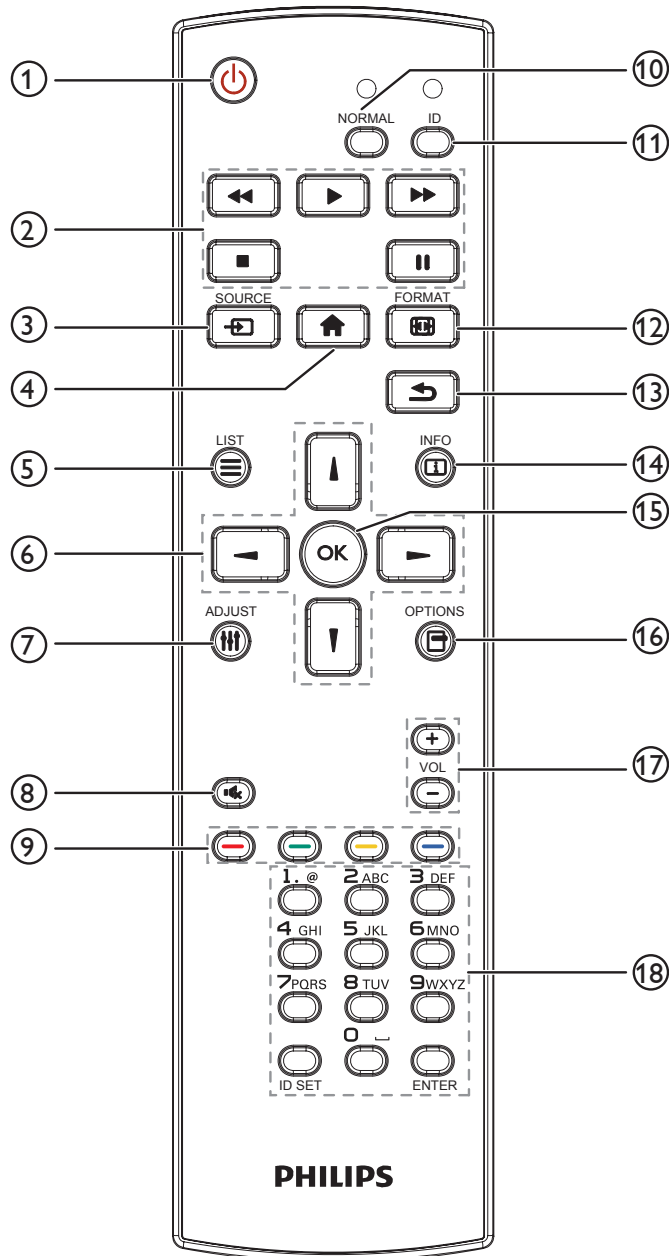 1
10
NORMAL ID
11
2
SOURCE FORMAT
3
12
4
13
LIST INFO
5
14
15
6
OK
ADJUST OPTIONS
7
16
+
VOL
17
−
8
9
1. @ 2 ABC 3 DEF
4 GHI 5 JKL 6 MNO
18
7 PQRS 8 TUV 9 WXYZ
0 ⎵
ID SET ENTER
PHILIPS